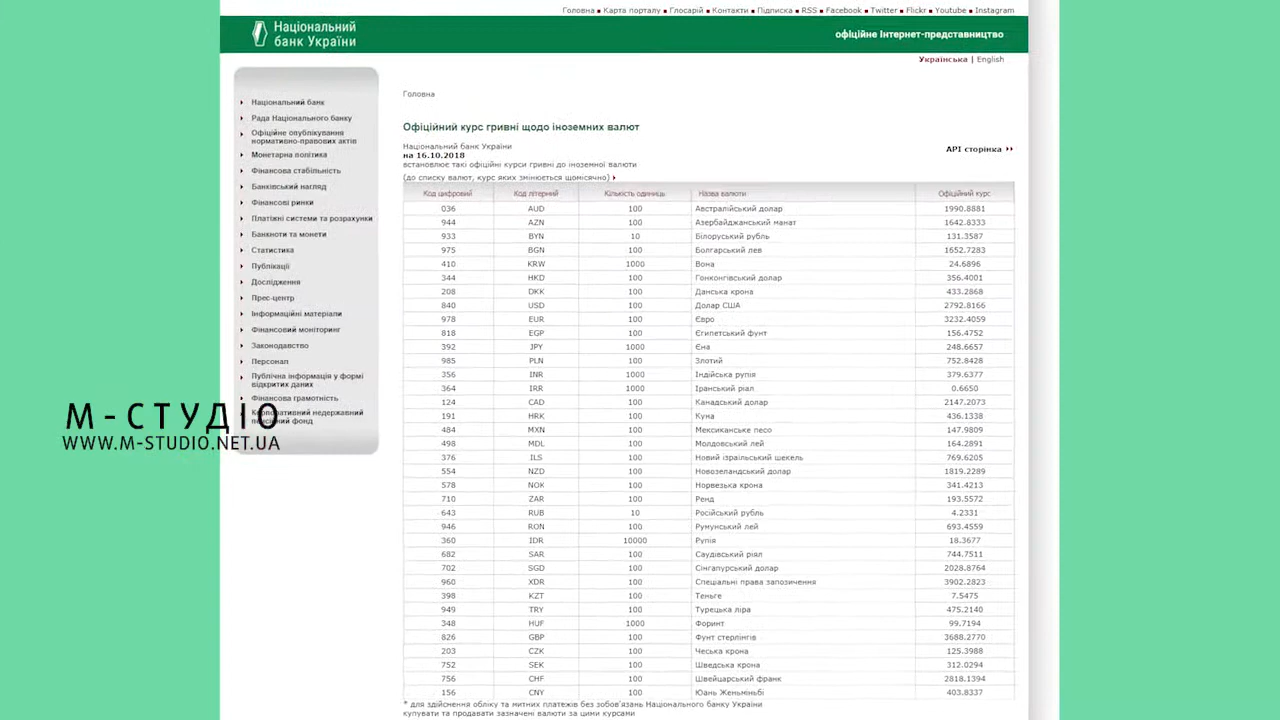 Головна ▪ Карта порталу ▪ Глосарій ▪ Контакти ▪ Підписка ▪ RSS ▪ Facebook ▪ Twitter ▪ Flickr ▪ Youtube ▪ Instagram
Національний
банк України
офіційне інтернет-представництво
Українська | English
Національний банк
Рада Національного банку
Офіційне опублікування
нормативно-правових актів
Монетарна політика
Фінансова стабільність
Банківський нагляд
Фінансові ринки
Платіжні системи та розрахунки
Банкноти та монети
Статистика
Публікації
Дослідження
Прес-центр
Інформаційні матеріали
Фінансовий моніторинг
Законодавство
Персонал
Публічна інформація у формі
відкритих даних
Фінансова грамотність
Корпоративний недержавний
пенсійний фонд
М-СТУДІО
WWW.M-STUDIO.NET.UA
Головна
Офіційний курс гривні щодо іноземних валют
Національний банк України
на 16.10.2018
встановлює такі офіційні курси гривні до іноземної валюти
(до списку валют, курс яких змінюється щомісячно)
API сторінка
Код цифровий Код літерний Кількість одиниць Назва валюти Офіційний курс
036 AUD 100 Австралійський долар 1990.8881
944 AZN 100 Азербайджанський манат 1642.8333
933 BYN 10 Білоруський рубль 131.3587
975 BGN 100 Болгарський лев 1652.7283
410 KRW 1000 Вона 24.6896
344 HKD 100 Гонконгівський долар 356.4001
208 DKK 100 Данська крона 433.2868
840 USD 100 Долар США 2792.8166
978 EUR 100 Євро 3232.4059
818 EGP 100 Єгипетський фунт 156.4752
392 JPY 1000 Єна 248.6657
985 PLN 100 Злотий 752.8428
356 INR 1000 Індійська рупія 379.6377
364 IRR 1000 Іранський ріал 0.6650
124 CAD 100 Канадський долар 2147.2073
191 HRK 100 Куна 436.1338
484 MXN 100 Мексиканське песо 147.9809
498 MDL 100 Молдовський лей 164.2891
376 ILS 100 Новий ізраїльський шекель 769.6205
554 NZD 100 Новозеландський долар 1819.2289
578 NOK 100 Норвезька крона 341.4213
710 ZAR 100 Ренд 193.5572
643 RUB 10 Російський рубль 4.2331
946 RON 100 Румунський лей 693.4559
360 IDR 10000 Рупія 18.3677
682 SAR 100 Саудівський ріял 744.7511
702 SGD 100 Сінгапурський долар 2028.8764
960 XDR 100 Спеціальні права запозичення 3902.2823
398 KZT 100 Теньге 7.5475
949 TRY 100 Турецька ліра 475.2140
348 HUF 1000 Форинт 99.7194
826 GBP 100 Фунт стерлінгів 3688.2770
203 CZK 100 Чеська крона 125.3988
752 SEK 100 Шведська крона 312.0294
756 CHF 100 Швейцарський франк 2818.1394
156 CNY 100 Юань Женьміньбі 403.8337
* для здійснення обліку та митних платежів без зобов'язань Національного банку України
купувати та продавати зазначені валюти за цими курсами